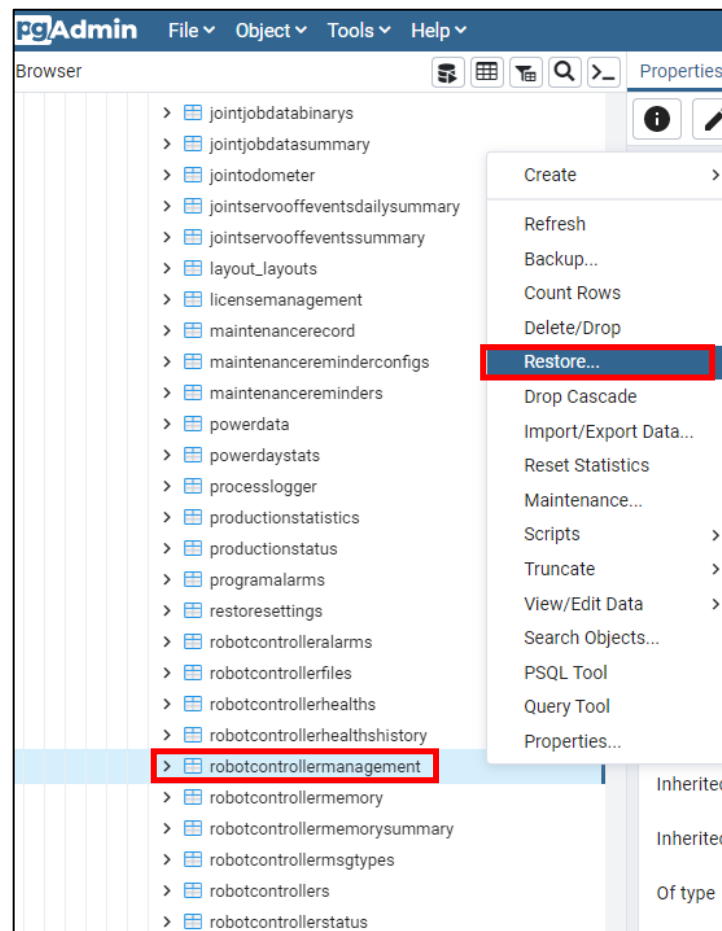 pgAdmin File Object Tools Help
Browser
Properties
jointjobdatabinarys
jointjobdatasummary
jointodometer
jointservooffeventsdailysummary
jointservooffeventssummary
layout_layouts
licensemanagement
maintenancerecord
maintenancereminderconfigs
maintenancereminders
powerdata
powerdaystats
processlogger
productionstatistics
productionstatus
programalarms
restoresettings
robotcontrolleralarms
robotcontrollerfiles
robotcontrollerhealths
robotcontrollerhealthshistory
robotcontrollermanagement
robotcontrollermemory
robotcontrollermemorysummary
robotcontrollermsgtypes
robotcontrollers
robotcontrollerstatus
Create
Refresh
Backup...
Count Rows
Delete/Drop
Restore...
Drop Cascade
Import/Export Data...
Reset Statistics
Maintenance...
Scripts
Truncate
View/Edit Data
Search Objects...
PSQL Tool
Query Tool
Properties...
Inherited
Inherited
Of type